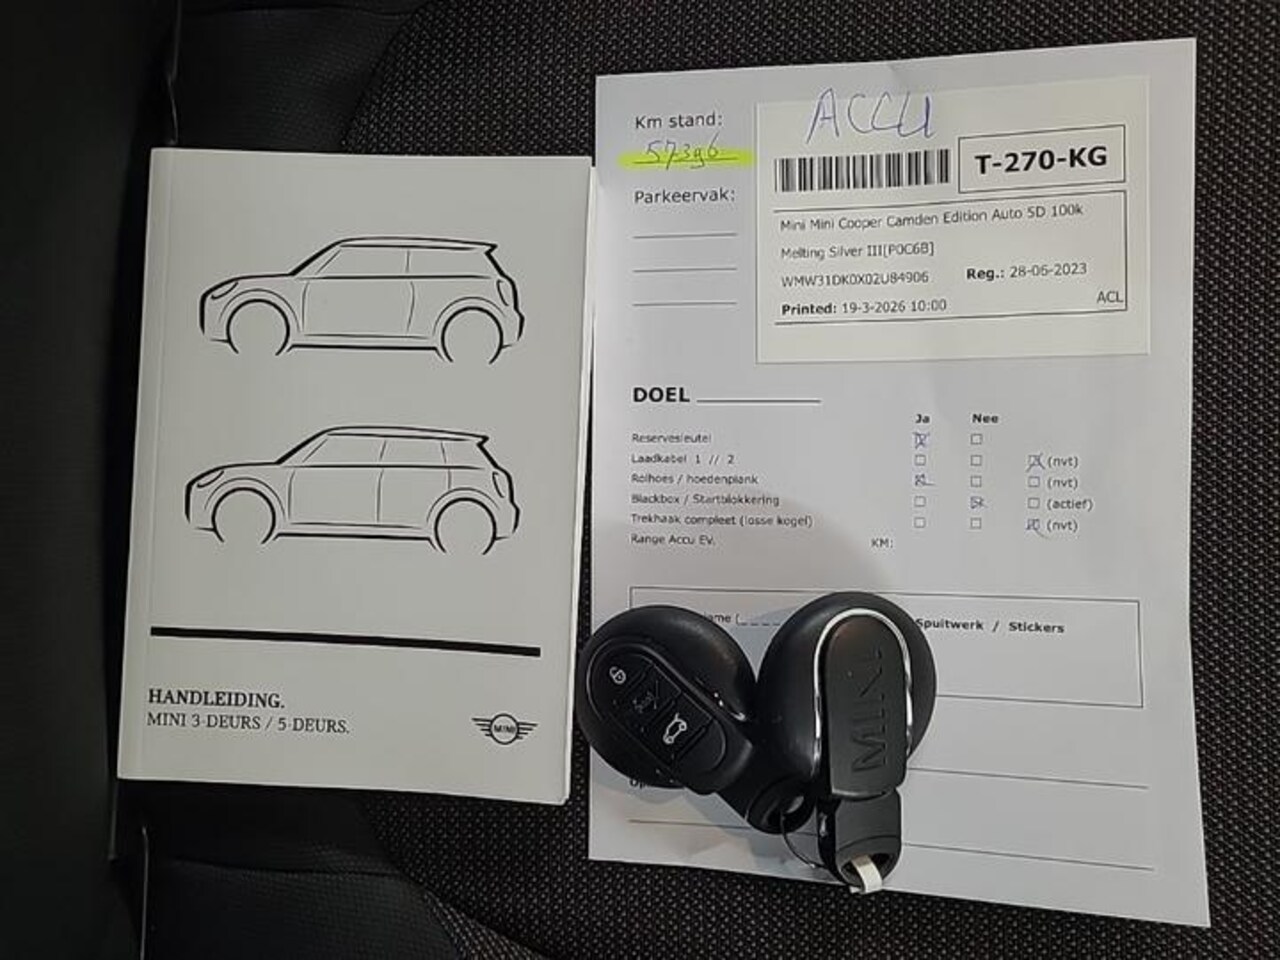 HANDLEIDING.
MINI 3-DEURS / 5-DEURS.
MINI
Km stand:
57396
Parkeervak:
ACCU
T-270-KG
Mini Mini Cooper Camden Edition Auto 5D 100k
Melting Silver III[P0C6B]
WMW31DK0X02U84906 Reg.: 28-06-2023
Printed: 19-3-2026 10:00
ACL
DOEL
Ja Nee
Reservesleutel
Laadkabel 1 // 2 (nvt)
Rolhoes / hoedenplank (nvt)
Blackbox / Startblokkering (actief)
Trekhaak compleet (losse kogel) (nvt)
Range Accu EV. KM:
Spuitwerk / Stickers
MINI